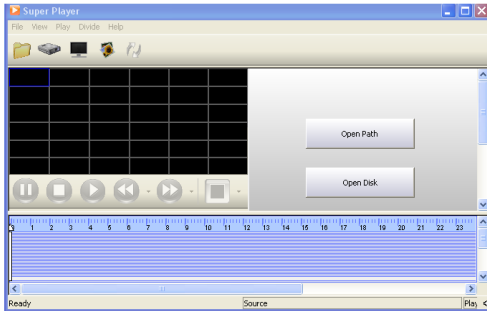 Super Player
File View Play Divide Help
Open Path
Open Disk
0 1 2 3 4 5 6 7 8 9 10 11 12 13 14 15 16 17 18 19 20 21 22 23
Ready Source Play